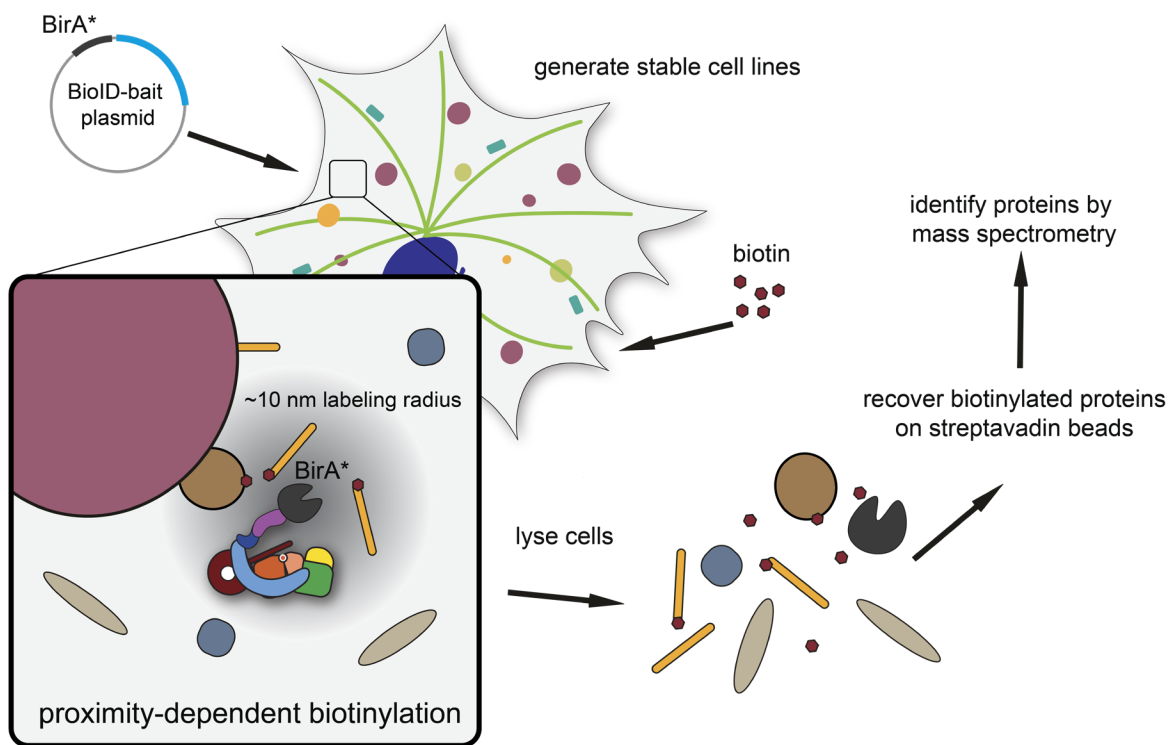 BirA*
BioID-bait
plasmid
generate stable cell lines
biotin
identify proteins by
mass spectrometry
recover biotinylated proteins
on streptavadin beads
~10 nm labeling radius
BirA*
lyse cells
proximity-dependent biotinylation